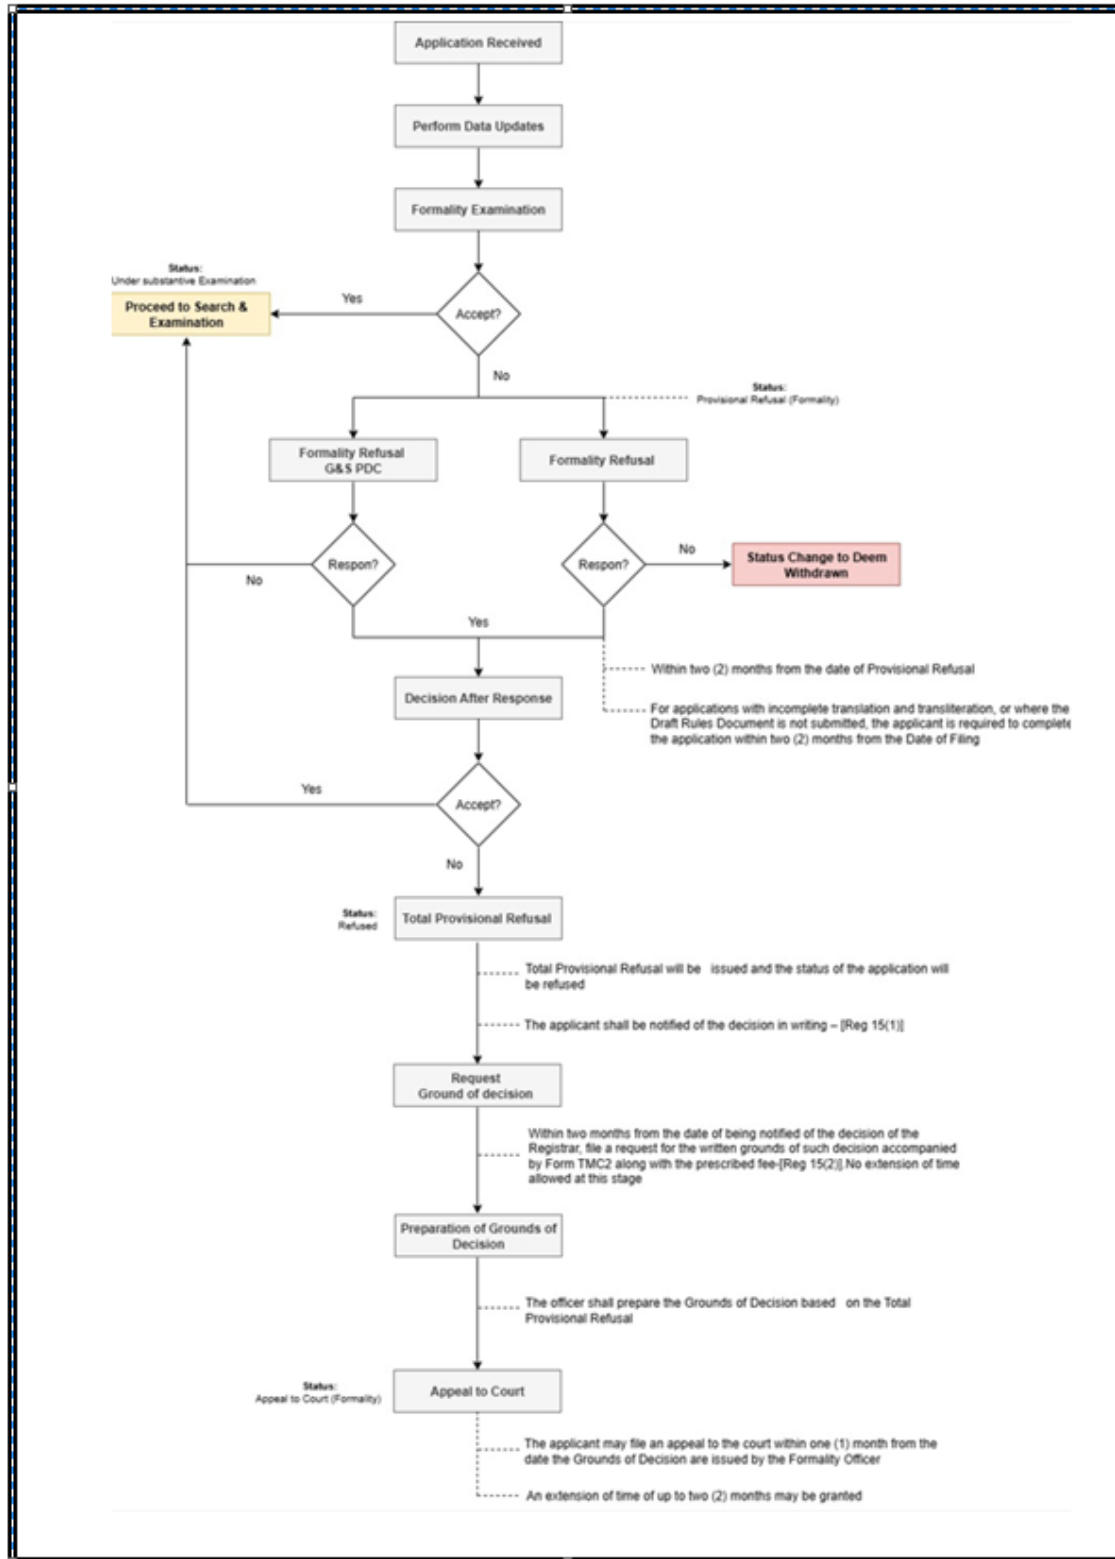 Application Received
Perform Data Updates
Formality Examination
Status:
Under substantive Examination
Proceed to Search &
Examination
Yes
Accept?
No
Status:
Provisional Refusal (Formality)
Formality Refusal
G&S PDC
Formality Refusal
Respon?
No
Respon?
No
Status Change to Deem
Withdrawn
Yes
Within two (2) months from the date of Provisional Refusal
Decision After Response
For applications with incomplete translation and transliteration, or where the
Draft Rules Document is not submitted, the applicant is required to complete
the application within two (2) months from the Date of Filing
Yes
Accept?
No
Status:
Refused
Total Provisional Refusal
Total Provisional Refusal will be issued and the status of the application will
be refused
The applicant shall be notified of the decision in writing – [Reg 15(1)]
Request
Ground of decision
Within two months from the date of being notified of the decision of the
Registrar, file a request for the written grounds of such decision accompanied
by Form TMC2 along with the prescribed fee-[Reg 15(2)].No extension of time
allowed at this stage
Preparation of Grounds of
Decision
The officer shall prepare the Grounds of Decision based on the Total
Provisional Refusal
Status:
Appeal to Court (Formality)
Appeal to Court
The applicant may file an appeal to the court within one (1) month from the
date the Grounds of Decision are issued by the Formality Officer
An extension of time of up to two (2) months may be granted